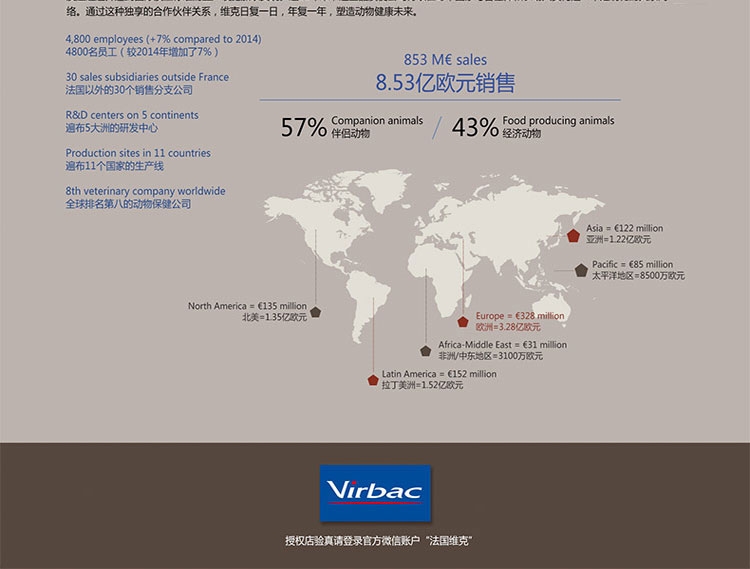 络。通过这种独享的合作伙伴关系，维克日复一日，年复一年，塑造动物健康未来。
4,800 employees (+7% compared to 2014)
4800名员工（较2014年增加了7%）
30 sales subsidiaries outside France
法国以外的30个销售分支公司
R&D centers on 5 continents
遍布5大洲的研发中心
Production sites in 11 countries
遍布11个国家的生产线
8th veterinary company worldwide
全球排名第八的动物保健公司
853 M€ sales
8.53亿欧元销售
57% Companion animals
伴侣动物
/ 43% Food producing animals
经济动物
Asia = €122 million
亚洲=1.22亿欧元
Pacific = €85 million
太平洋地区=8500万欧元
North America = €135 million
北美=1.35亿欧元
Europe = €328 million
欧洲=3.28亿欧元
Africa-Middle East = €31 million
非洲/中东地区=3100万欧元
Latin America = €152 million
拉丁美洲=1.52亿欧元
Virbac
授权店验真请登录官方微信账户“法国维克”